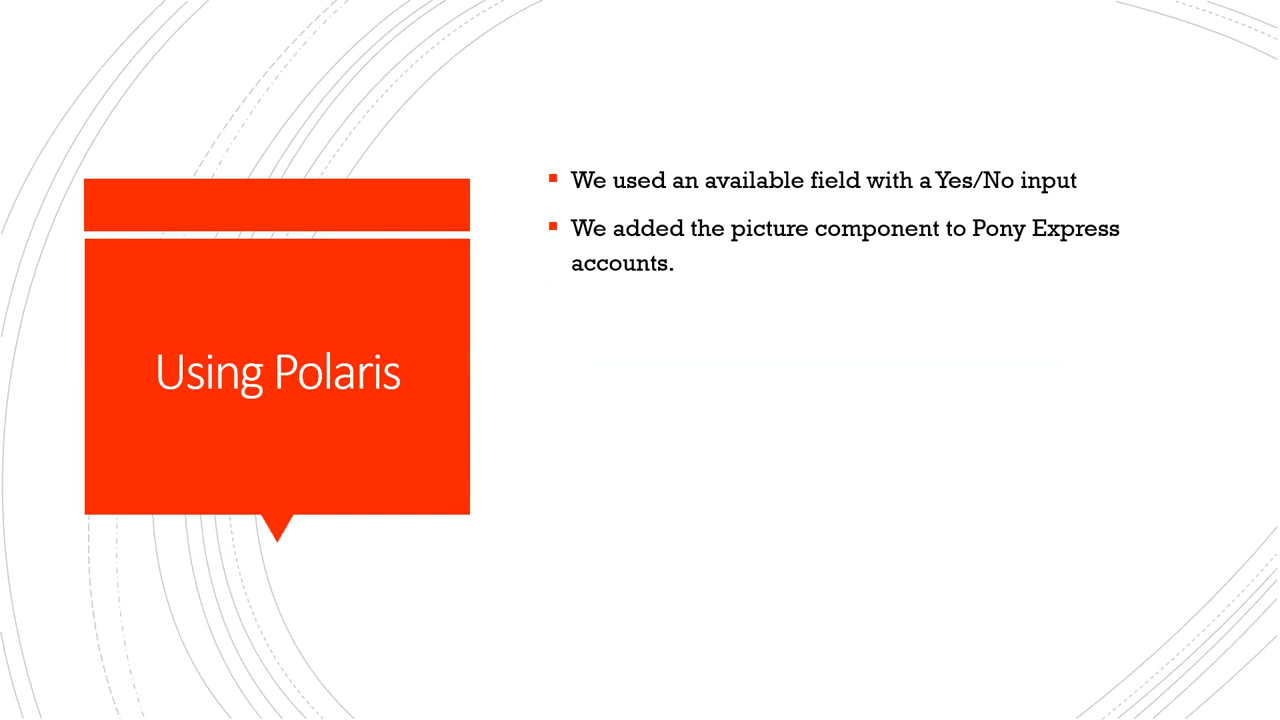 Using Polaris
We used an available field with a Yes/No input
We added the picture component to Pony Express
accounts.